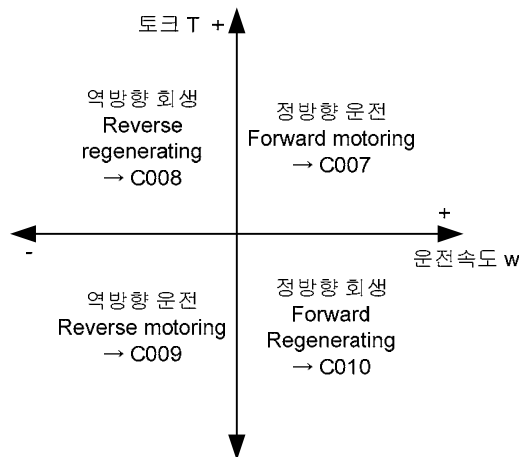 토크 T +
역방향 회생
Reverse
regenerating
→ C008
정방향 운전
Forward motoring
→ C007
+
-
운전속도 w
역방향 운전
Reverse motoring
→ C009
정방향 회생
Forward
Regenerating
→ C010